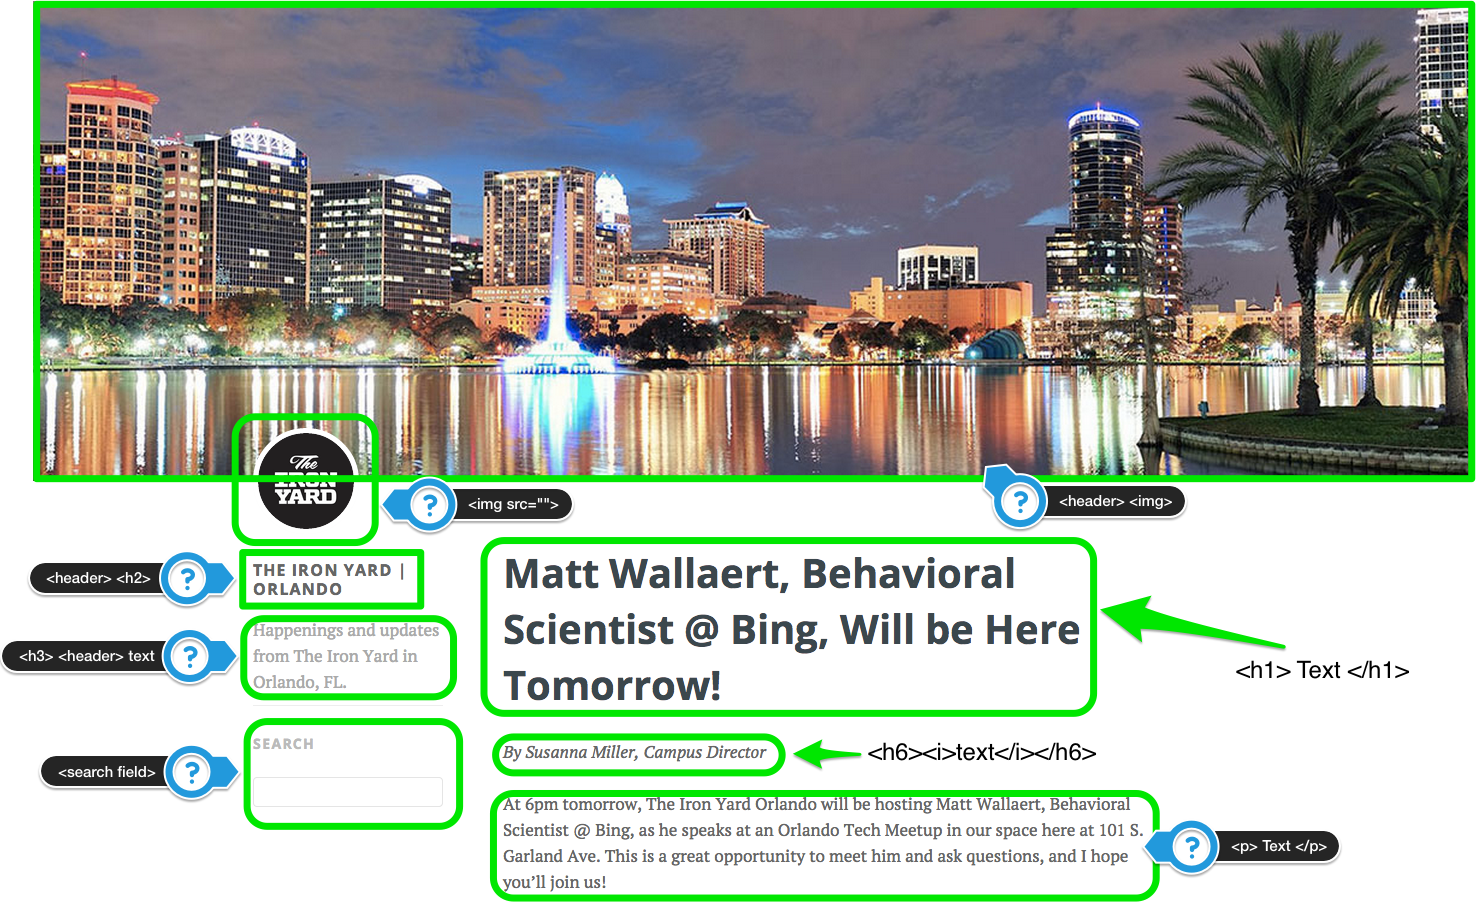 The
IRON
YARD
<img src="">
<header> <img>
<header> <h2>
THE IRON YARD |
ORLANDO
<h3> <header> text
Happenings and updates
from The Iron Yard in
Orlando, FL.
<search field>
SEARCH
Matt Wallaert, Behavioral
Scientist @ Bing, Will be Here
Tomorrow!
<h1> Text </h1>
By Susanna Miller, Campus Director
<h6><i>text</i></h6>
At 6pm tomorrow, The Iron Yard Orlando will be hosting Matt Wallaert, Behavioral
Scientist @ Bing, as he speaks at an Orlando Tech Meetup in our space here at 101 S.
Garland Ave. This is a great opportunity to meet him and ask questions, and I hope
you’ll join us!
<p> Text </p>